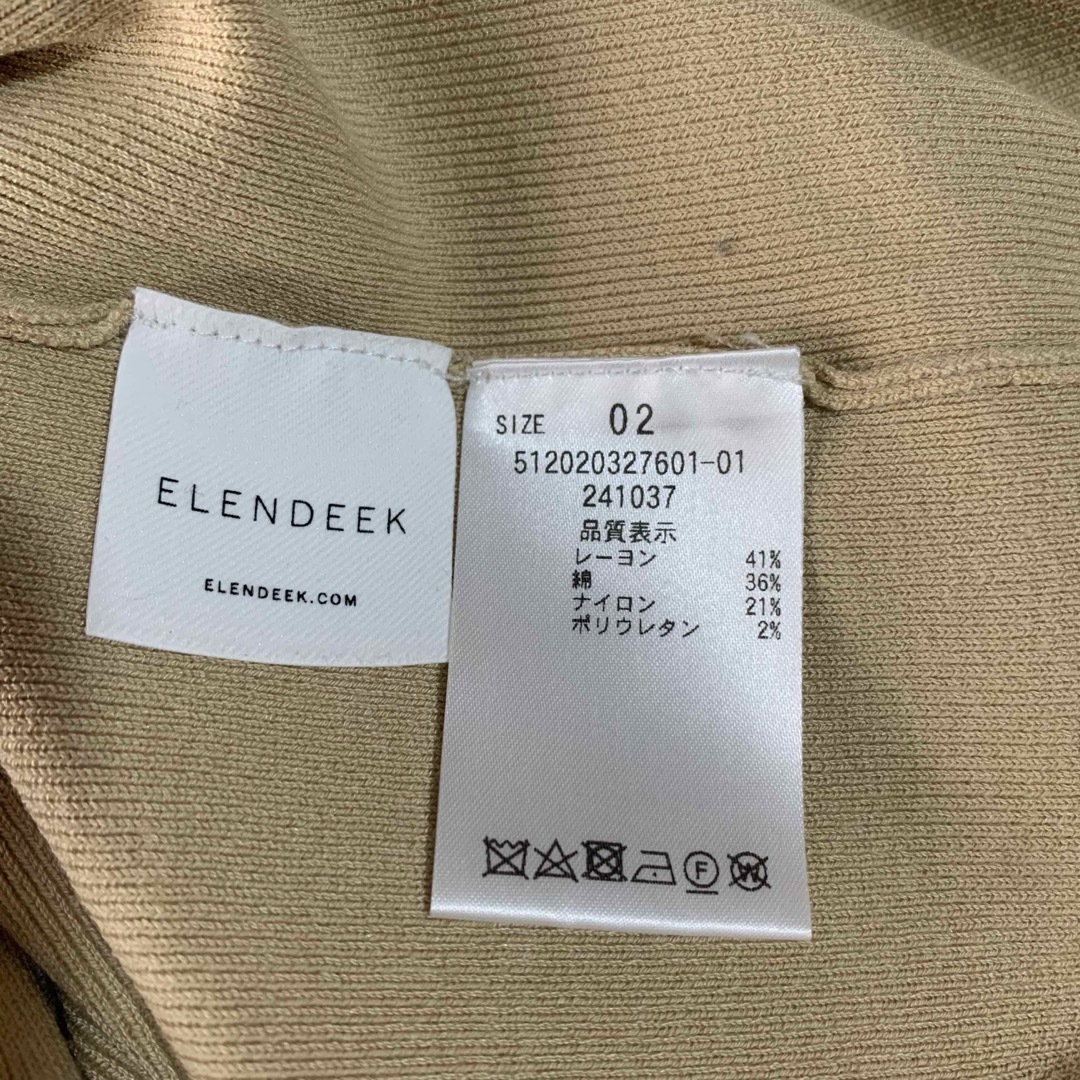 ELENDEEK
ELENDEEK.COM
SIZE 02
512020327601-01
241037
品質表示
レーヨン 41%
綿 36%
ナイロン 21%
ポリウレタン 2%
F
W